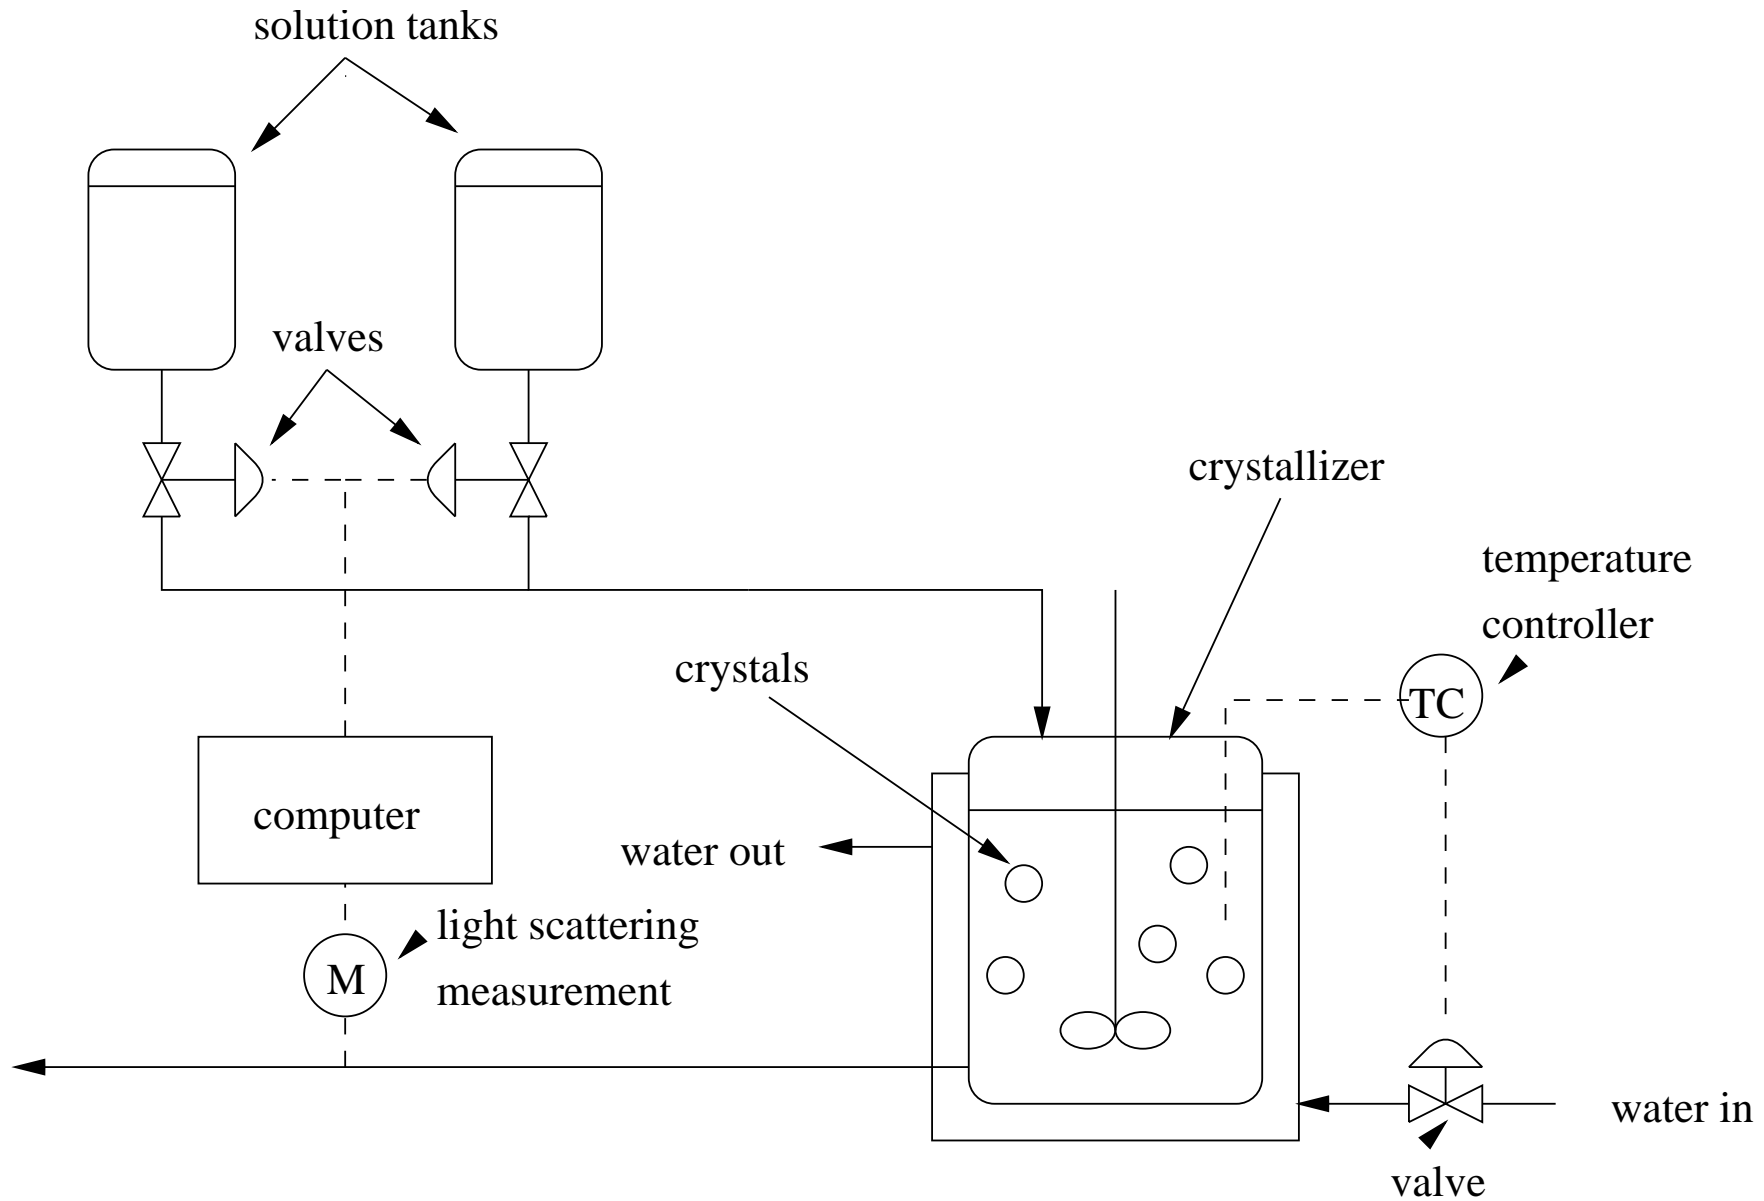 solution tanks
valves
crystallizer
temperature
controller
crystals
TC
computer
water out
light scattering
measurement
M
water in
valve